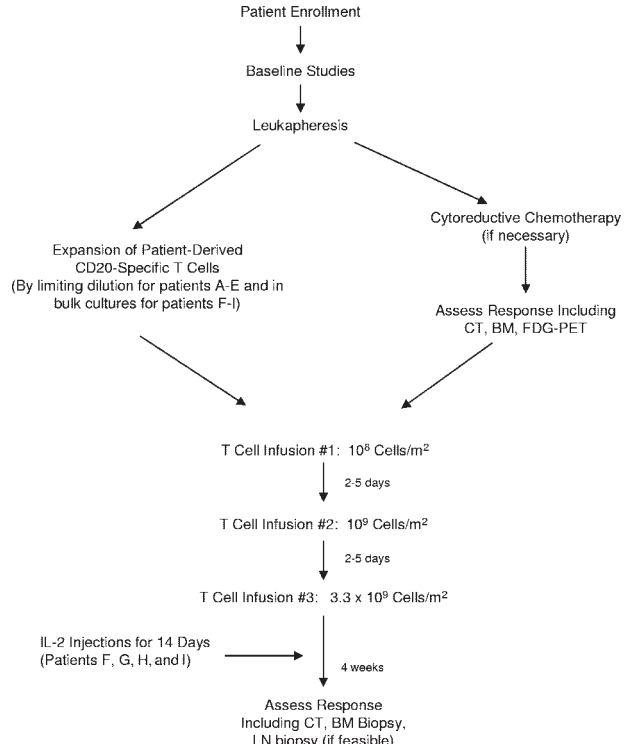 Patient Enrollment
Baseline Studies
Leukapheresis
Expansion of Patient-Derived
CD20-Specific T Cells
(By limiting dilution for patients A-E and in
bulk cultures for patients F-I)
Cytoreductive Chemotherapy
(if necessary)
Assess Response Including
CT, BM, FDG-PET
T Cell Infusion #1: 10⁸ Cells/m²
2-5 days
T Cell Infusion #2: 10⁹ Cells/m²
2-5 days
T Cell Infusion #3: 3.3 x 10⁹ Cells/m²
IL-2 Injections for 14 Days
(Patients F, G, H, and I)
4 weeks
Assess Response
Including CT, BM Biopsy,
LN biopsy (if feasible)